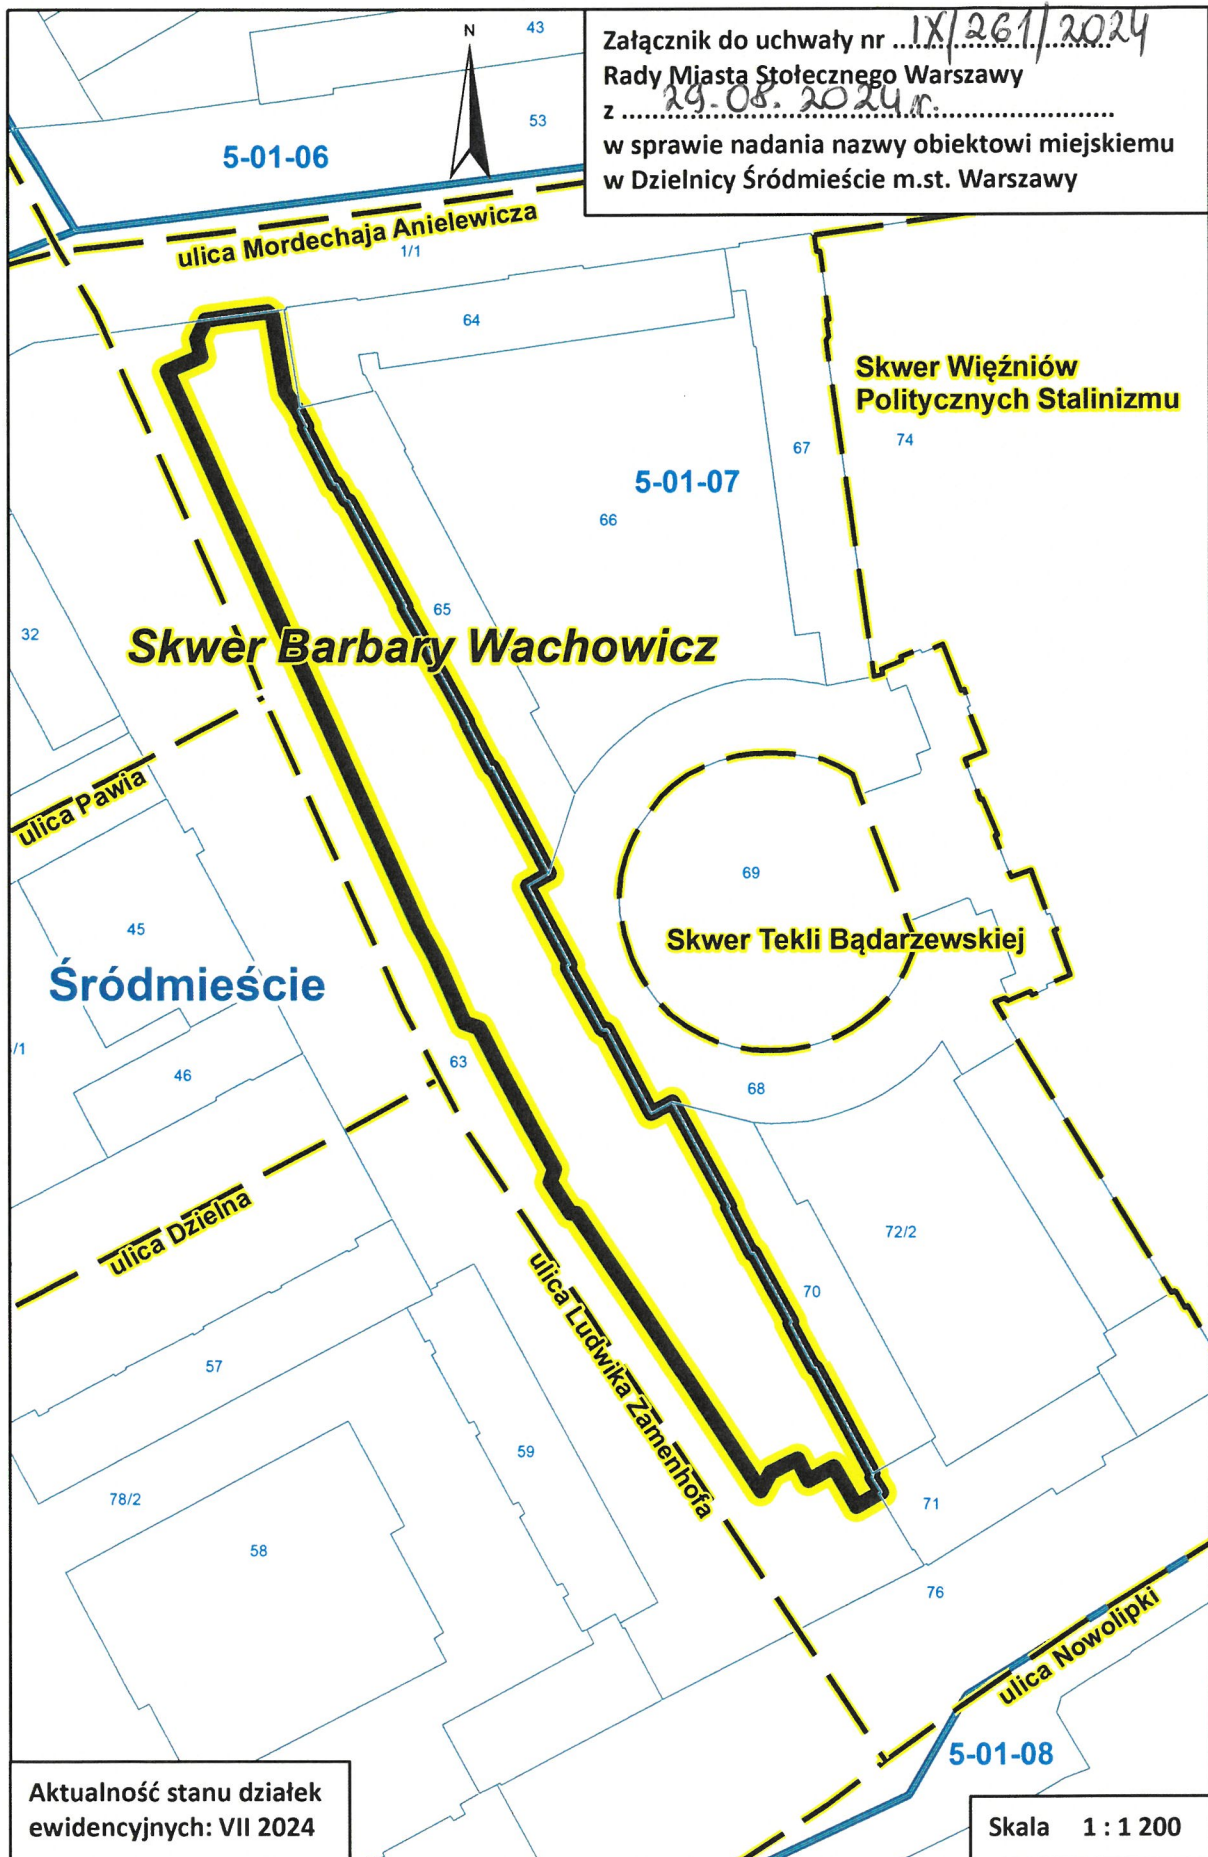 Załącznik do uchwały nr IX/261/2024
Rady Miasta Stołecznego Warszawy
z 29.08.2024 r.
w sprawie nadania nazwy obiektowi miejskiemu
w Dzielnicy Śródmieście m.st. Warszawy
N
43
53
5-01-06
ulica Mordechaja Anielewicza
1/1
64
Skwer Więźniów
Politycznych Stalinizmu
67
74
5-01-07
66
65
32
Skwer Barbary Wachowicz
ulica Pawia
69
45
Skwer Tekli Bądarzewskiej
Śródmieście
/1
63
46
68
ulica Dzielna
72/2
ulica Ludwika Zamenhofa
70
57
59
78/2
71
58
76
ulica Nowolipki
5-01-08
Aktualność stanu działek
ewidencyjnych: VII 2024
Skala 1 : 1 200